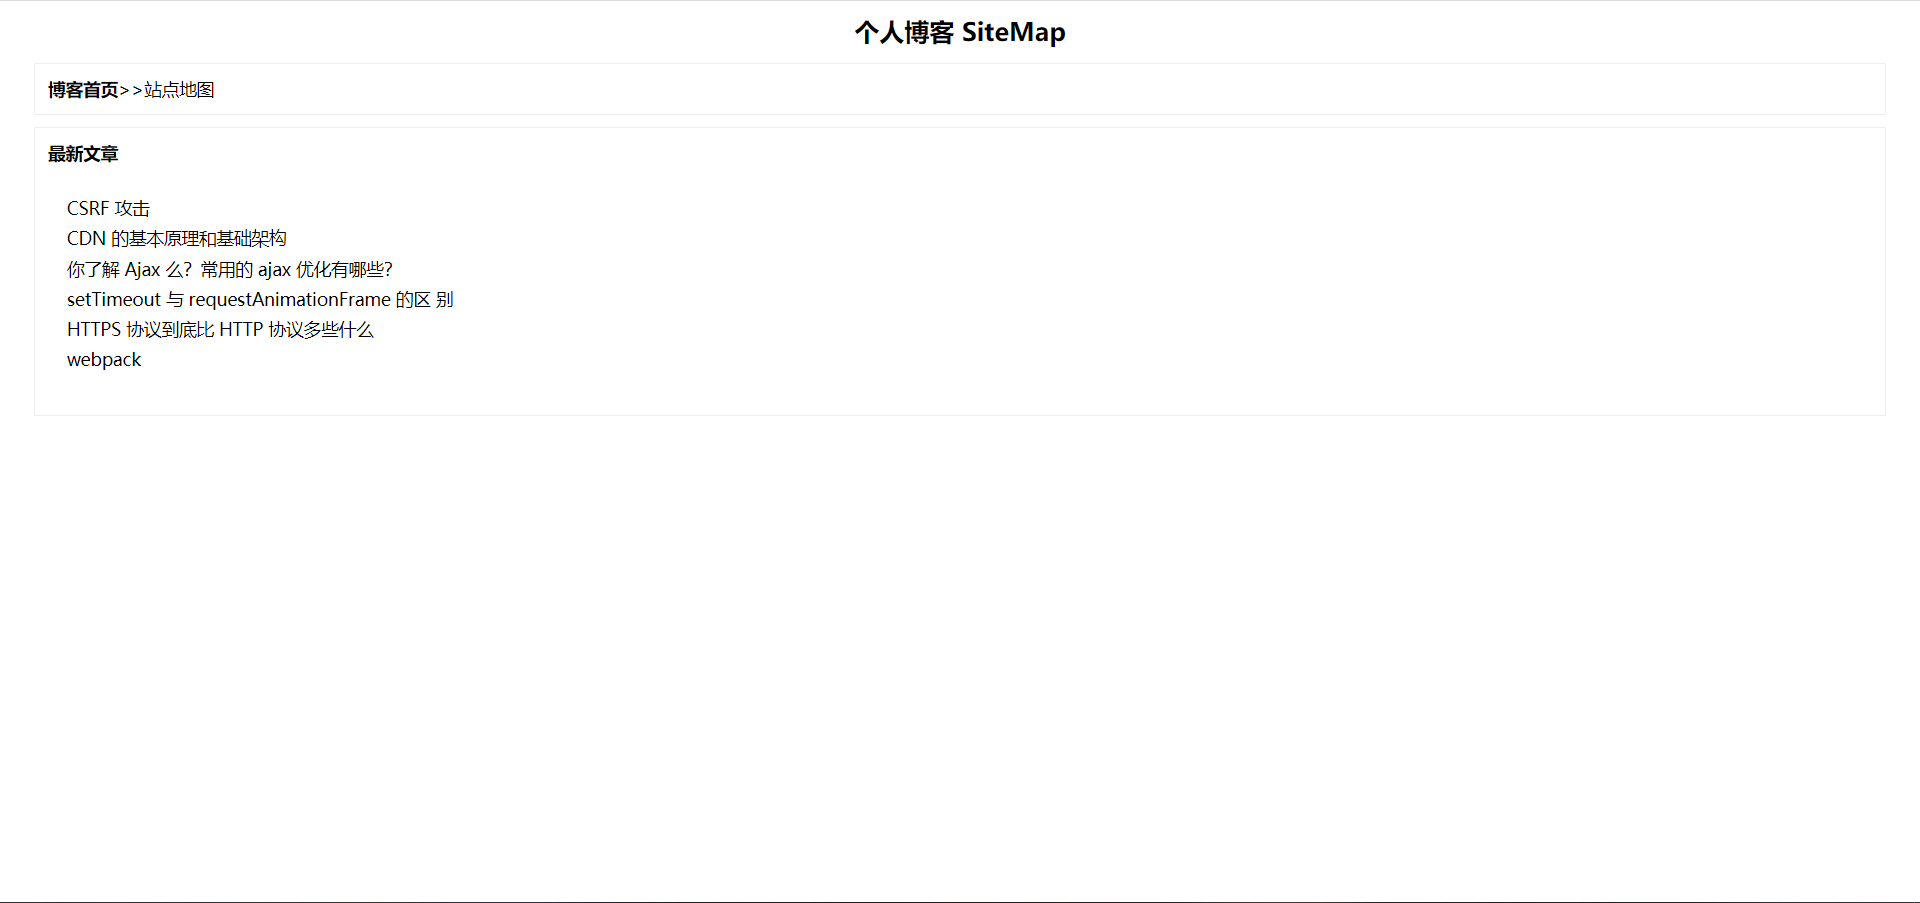 个人博客 SiteMap
博客首页>>站点地图
最新文章
CSRF 攻击
CDN 的基本原理和基础架构
你了解 Ajax 么？常用的 ajax 优化有哪些?
setTimeout 与 requestAnimationFrame 的区 别
HTTPS 协议到底比 HTTP 协议多些什么
webpack